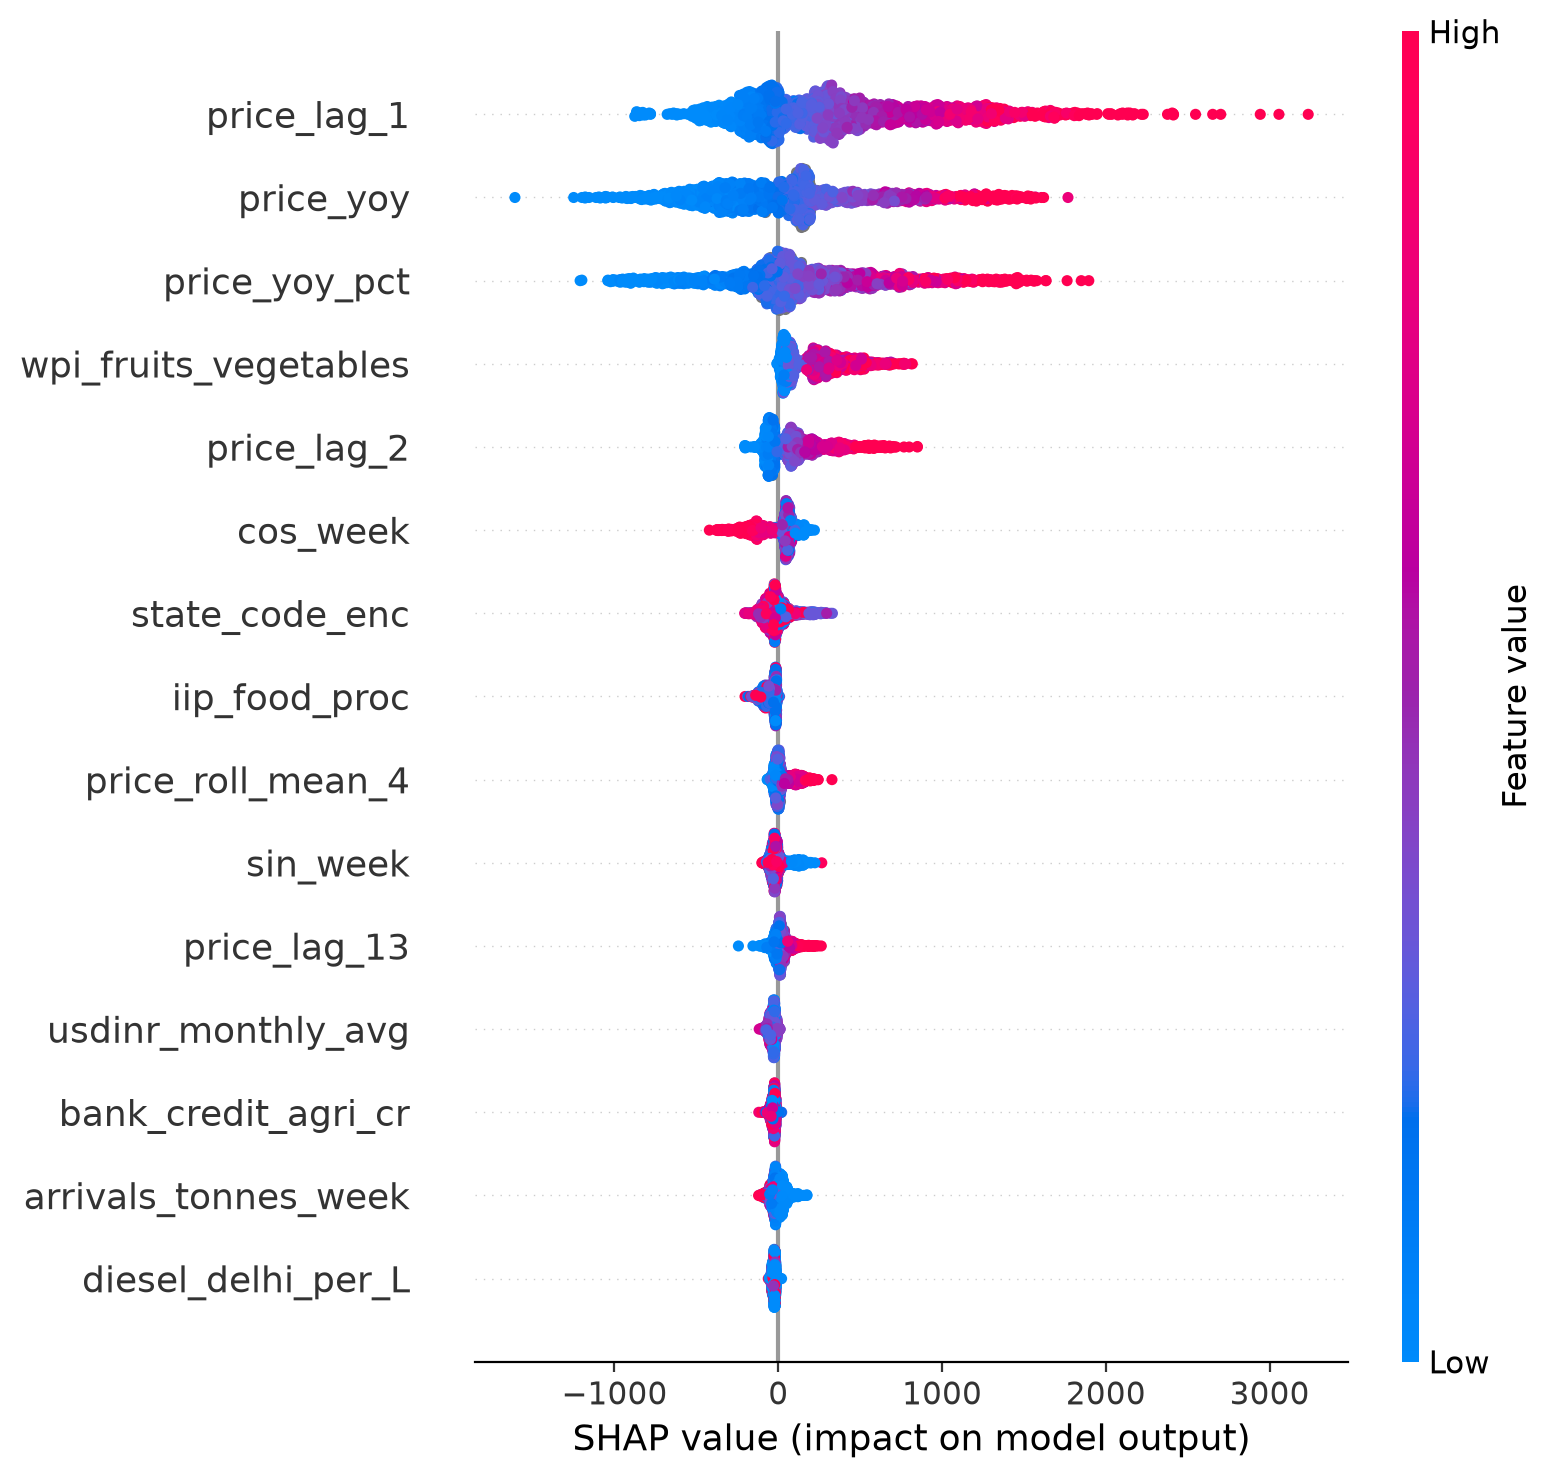 High
price_lag_1
price_yoy
price_yoy_pct
wpi_fruits_vegetables
price_lag_2
cos_week
state_code_enc
iip_food_proc
price_roll_mean_4
sin_week
price_lag_13
usdinr_monthly_avg
bank_credit_agri_cr
arrivals_tonnes_week
diesel_delhi_per_L
Feature value
Low
−1000 0 1000 2000 3000
SHAP value (impact on model output)